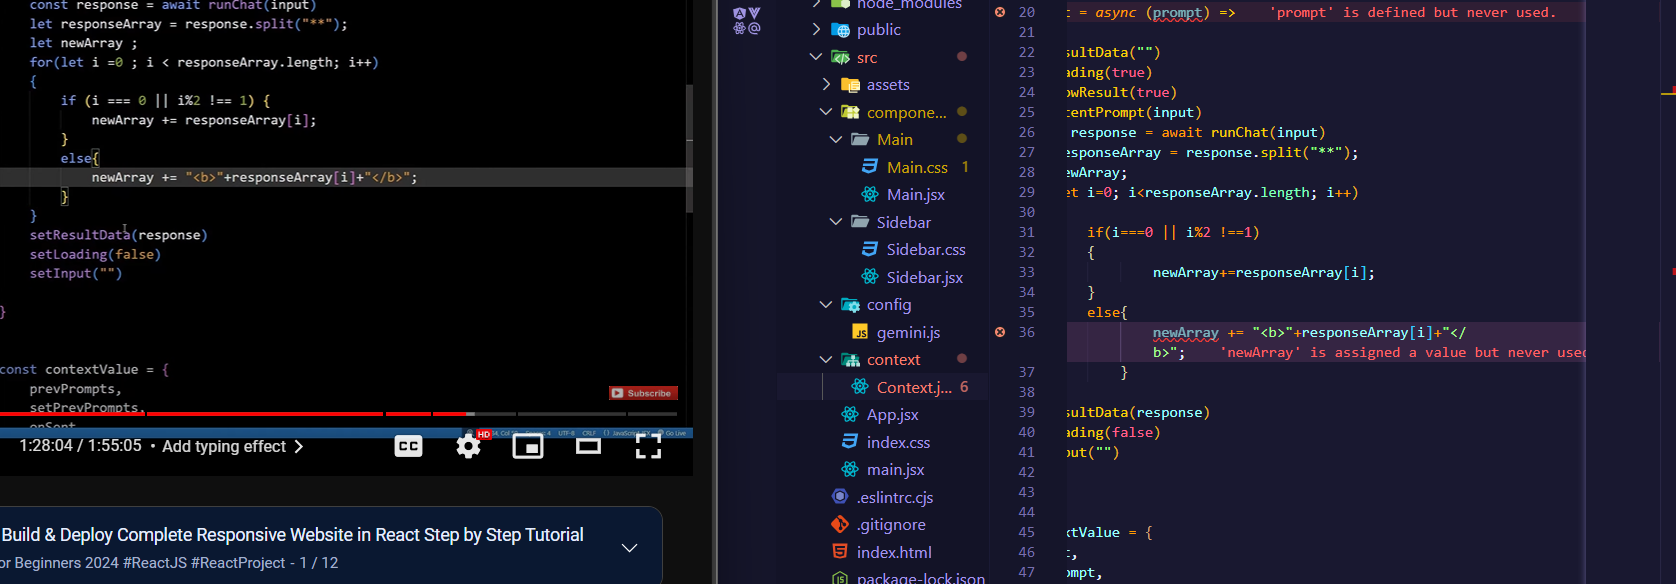 const response = await runChat(input)
let responseArray = response.split("**");
let newArray ;
for(let i =0 ; i < responseArray.length; i++)
{
if (i === 0 || i%2 !== 1) {
newArray += responseArray[i];
}
else{
newArray += "<b>"+responseArray[i]+"</b>";
}
}
setResultData(response)
setLoading(false)
setInput("")
}
const contextValue = {
prevPrompts,
setPrevPrompts,
onSent
Subscribe
1:28:04 / 1:55:05 • Add typing effect
CC
HD
Build & Deploy Complete Responsive Website in React Step by Step Tutorial
or Beginners 2024 #ReactJS #ReactProject - 1 / 12
node_modules
public
src
assets
compone...
Main
Main.css 1
Main.jsx
Sidebar
Sidebar.css
Sidebar.jsx
config
JS gemini.js
context
Context.j... 6
App.jsx
index.css
main.jsx
.eslintrc.cjs
.gitignore
index.html
package-lock.json
20 t = async (prompt) => 'prompt' is defined but never used.
21
22 sultData("")
23 ading(true)
24 owResult(true)
25 centPrompt(input)
26 response = await runChat(input)
27 esponseArray = response.split("**");
28 ewArray;
29 et i=0; i<responseArray.length; i++)
30
31 if(i===0 || i%2 !==1)
32 {
33 newArray+=responseArray[i];
34 }
35 else{
36 newArray += "<b>"+responseArray[i]+"</
b>"; 'newArray' is assigned a value but never used
37 }
38
39 sultData(response)
40 ading(false)
41 put("")
42
43
44
45 xtValue = {
46 t,
47 ompt,